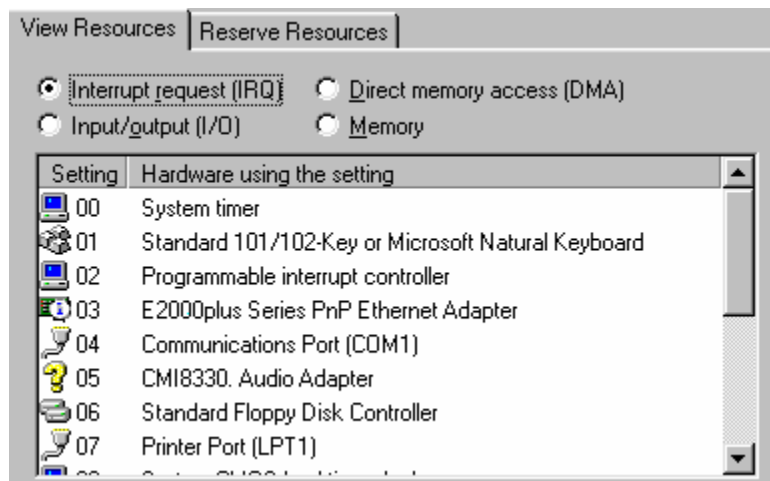 View Resources Reserve Resources
Interrupt request (IRQ) Direct memory access (DMA)
Input/output (I/O) Memory
Setting Hardware using the setting
00 System timer
01 Standard 101/102-Key or Microsoft Natural Keyboard
02 Programmable interrupt controller
03 E2000plus Series PnP Ethernet Adapter
04 Communications Port (COM1)
05 CMI8330. Audio Adapter
06 Standard Floppy Disk Controller
07 Printer Port (LPT1)